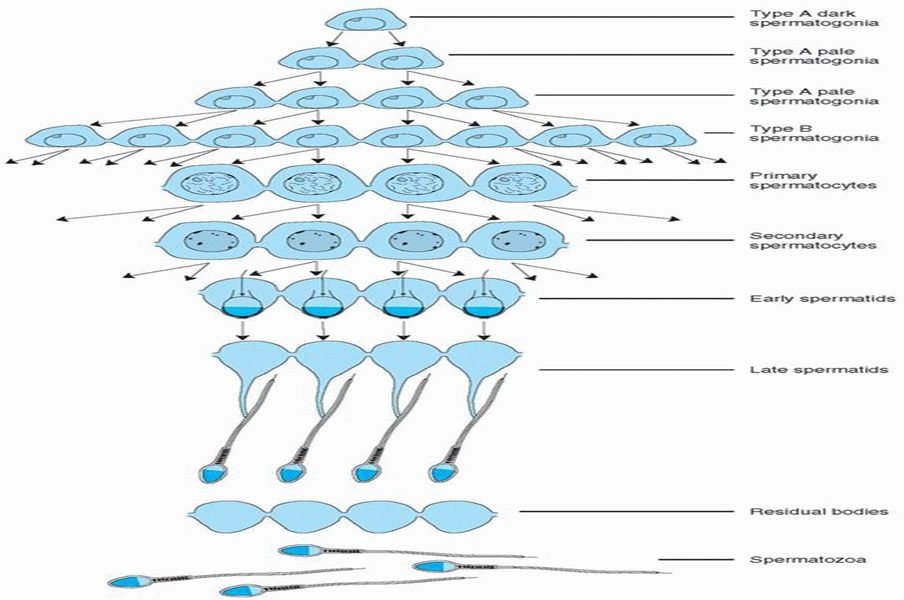 Type A dark
spermatogonia
Type A pale
spermatogonia
Type A pale
spermatogonia
Type B
spermatogonia
Primary
spermatocytes
Secondary
spermatocytes
Early spermatids
Late spermatids
Residual bodies
Spermatozoa